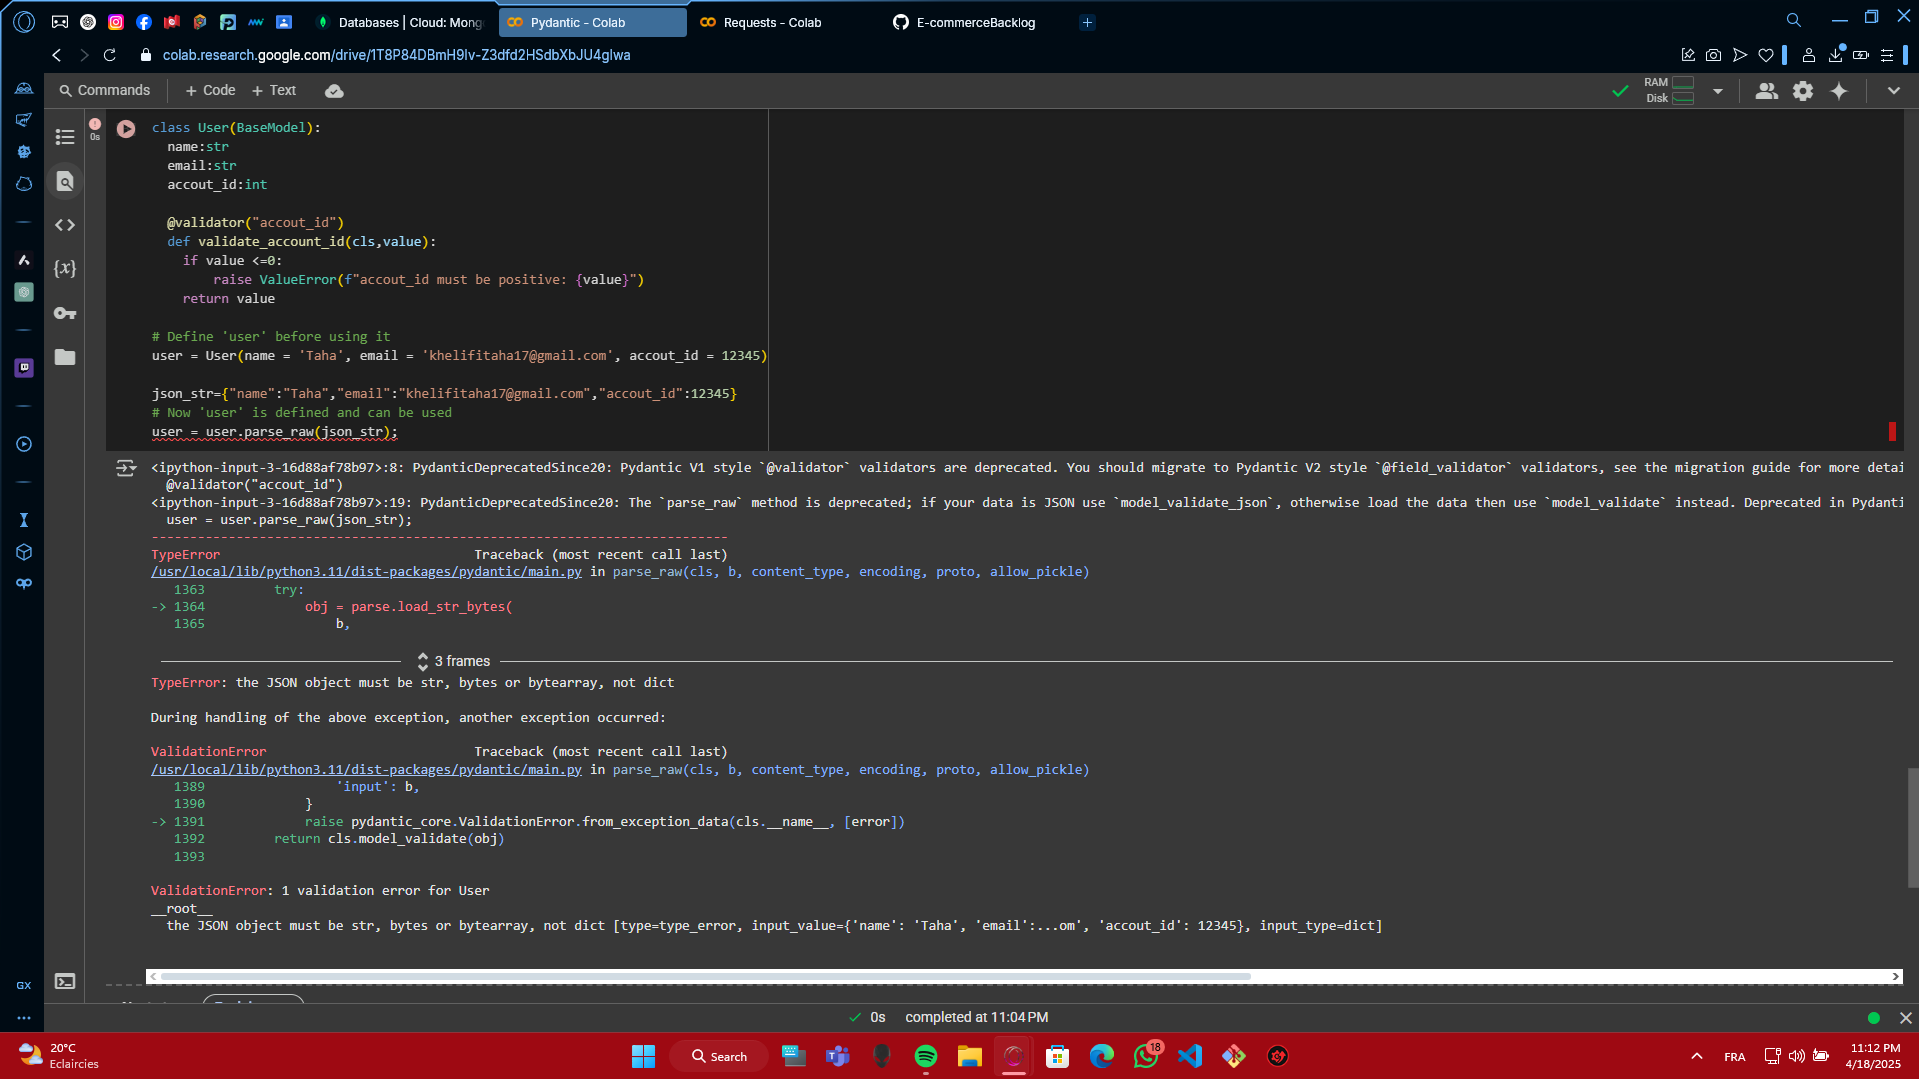 Databases | Cloud: Mong
Pydantic - Colab
Requests - Colab
E-commerceBacklog
colab.research.google.com/drive/1T8P84DBmH9Iv-Z3dfd2HSdbXbJU4glwa
Commands
+ Code + Text
RAM
Disk
0s
class User(BaseModel):
name:str
email:str
accout_id:int
@validator("accout_id")
def validate_account_id(cls,value):
if value <=0:
raise ValueError(f"accout_id must be positive: {value}")
return value
# Define 'user' before using it
user = User(name = 'Taha', email = 'khelifitaha17@gmail.com', accout_id = 12345)
json_str={"name":"Taha","email":"khelifitaha17@gmail.com","accout_id":12345}
# Now 'user' is defined and can be used
user = user.parse_raw(json_str);
<ipython-input-3-16d88af78b97>:8: PydanticDeprecatedSince20: Pydantic V1 style `@validator` validators are deprecated. You should migrate to Pydantic V2 style `@field_validator` validators, see the migration guide for more detai
@validator("accout_id")
<ipython-input-3-16d88af78b97>:19: PydanticDeprecatedSince20: The `parse_raw` method is deprecated; if your data is JSON use `model_validate_json`, otherwise load the data then use `model_validate` instead. Deprecated in Pydanti
user = user.parse_raw(json_str);
---------------------------------------------------------------------------
TypeError Traceback (most recent call last)
/usr/local/lib/python3.11/dist-packages/pydantic/main.py in parse_raw(cls, b, content_type, encoding, proto, allow_pickle)
1363 try:
-> 1364 obj = parse.load_str_bytes(
1365 b,
3 frames
TypeError: the JSON object must be str, bytes or bytearray, not dict
During handling of the above exception, another exception occurred:
ValidationError Traceback (most recent call last)
/usr/local/lib/python3.11/dist-packages/pydantic/main.py in parse_raw(cls, b, content_type, encoding, proto, allow_pickle)
1389 'input': b,
1390 }
-> 1391 raise pydantic_core.ValidationError.from_exception_data(cls.__name__, [error])
1392 return cls.model_validate(obj)
1393
ValidationError: 1 validation error for User
__root__
the JSON object must be str, bytes or bytearray, not dict [type=type_error, input_value={'name': 'Taha', 'email':...om', 'accout_id': 12345}, input_type=dict]
GX
0s completed at 11:04 PM
20°C
Eclaircies
Search
18
FRA
11:12 PM
4/18/2025